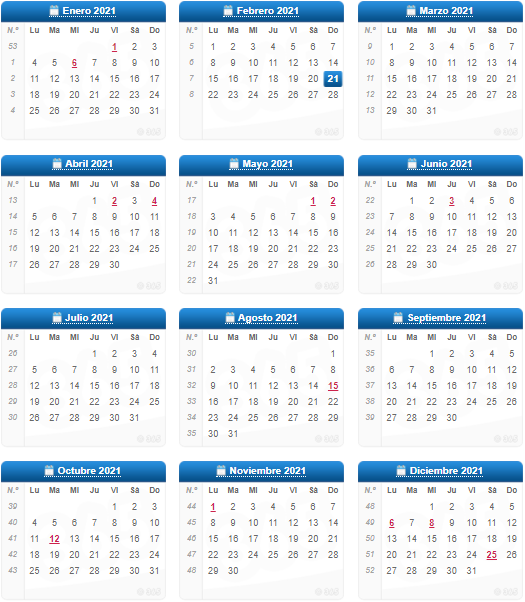 Enero 2021
N.º Lu Ma Mi Ju Vi Sá Do
53 1 2 3
1 4 5 6 7 8 9 10
2 11 12 13 14 15 16 17
3 18 19 20 21 22 23 24
4 25 26 27 28 29 30 31
Febrero 2021
N.º Lu Ma Mi Ju Vi Sá Do
5 1 2 3 4 5 6 7
6 8 9 10 11 12 13 14
7 15 16 17 18 19 20 21
8 22 23 24 25 26 27 28
Marzo 2021
N.º Lu Ma Mi Ju Vi Sá Do
9 1 2 3 4 5 6 7
10 8 9 10 11 12 13 14
11 15 16 17 18 19 20 21
12 22 23 24 25 26 27 28
13 29 30 31
Abril 2021
N.º Lu Ma Mi Ju Vi Sá Do
13 1 2 3 4
14 5 6 7 8 9 10 11
15 12 13 14 15 16 17 18
16 19 20 21 22 23 24 25
17 26 27 28 29 30
Mayo 2021
N.º Lu Ma Mi Ju Vi Sá Do
17 1 2
18 3 4 5 6 7 8 9
19 10 11 12 13 14 15 16
20 17 18 19 20 21 22 23
21 24 25 26 27 28 29 30
22 31
Junio 2021
N.º Lu Ma Mi Ju Vi Sá Do
22 1 2 3 4 5 6
23 7 8 9 10 11 12 13
24 14 15 16 17 18 19 20
25 21 22 23 24 25 26 27
26 28 29 30
Julio 2021
N.º Lu Ma Mi Ju Vi Sá Do
26 1 2 3 4
27 5 6 7 8 9 10 11
28 12 13 14 15 16 17 18
29 19 20 21 22 23 24 25
30 26 27 28 29 30 31
Agosto 2021
N.º Lu Ma Mi Ju Vi Sá Do
30 1
31 2 3 4 5 6 7 8
32 9 10 11 12 13 14 15
33 16 17 18 19 20 21 22
34 23 24 25 26 27 28 29
35 30 31
Septiembre 2021
N.º Lu Ma Mi Ju Vi Sá Do
35 1 2 3 4 5
36 6 7 8 9 10 11 12
37 13 14 15 16 17 18 19
38 20 21 22 23 24 25 26
39 27 28 29 30
Octubre 2021
N.º Lu Ma Mi Ju Vi Sá Do
39 1 2 3
40 4 5 6 7 8 9 10
41 11 12 13 14 15 16 17
42 18 19 20 21 22 23 24
43 25 26 27 28 29 30 31
Noviembre 2021
N.º Lu Ma Mi Ju Vi Sá Do
44 1 2 3 4 5 6 7
45 8 9 10 11 12 13 14
46 15 16 17 18 19 20 21
47 22 23 24 25 26 27 28
48 29 30
Diciembre 2021
N.º Lu Ma Mi Ju Vi Sá Do
48 1 2 3 4 5
49 6 7 8 9 10 11 12
50 13 14 15 16 17 18 19
51 20 21 22 23 24 25 26
52 27 28 29 30 31